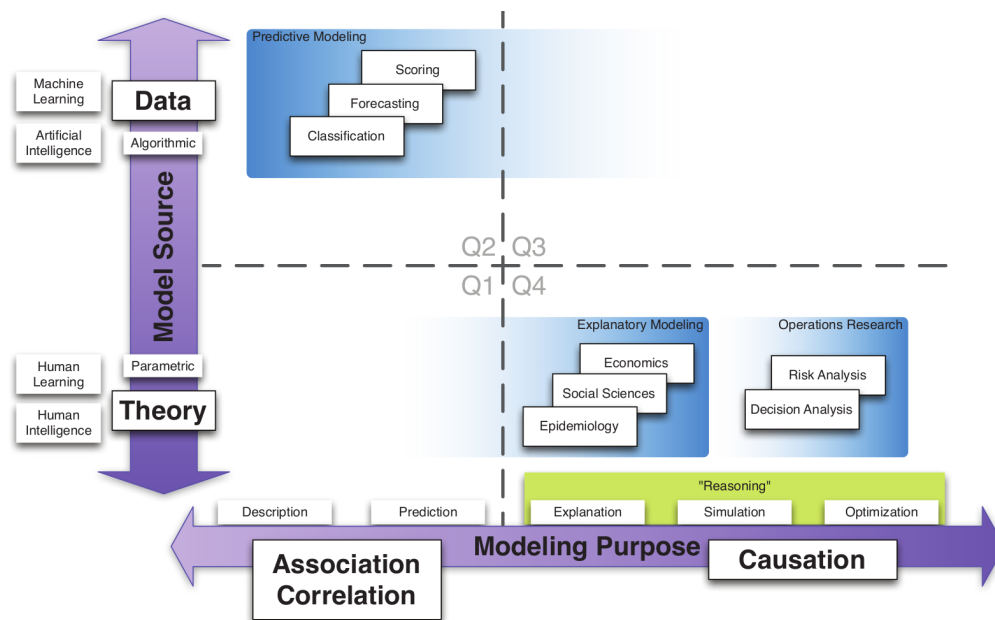 Predictive Modeling
Scoring
Forecasting
Classification
Machine
Learning
Data
Artificial
Intelligence
Algorithmic
Model Source
Q2 Q3
Q1 Q4
Explanatory Modeling
Economics
Social Sciences
Epidemiology
Operations Research
Risk Analysis
Decision Analysis
Human
Learning
Parametric
Human
Intelligence
Theory
"Reasoning"
Description
Prediction
Explanation
Simulation
Optimization
Modeling Purpose
Association
Correlation
Causation